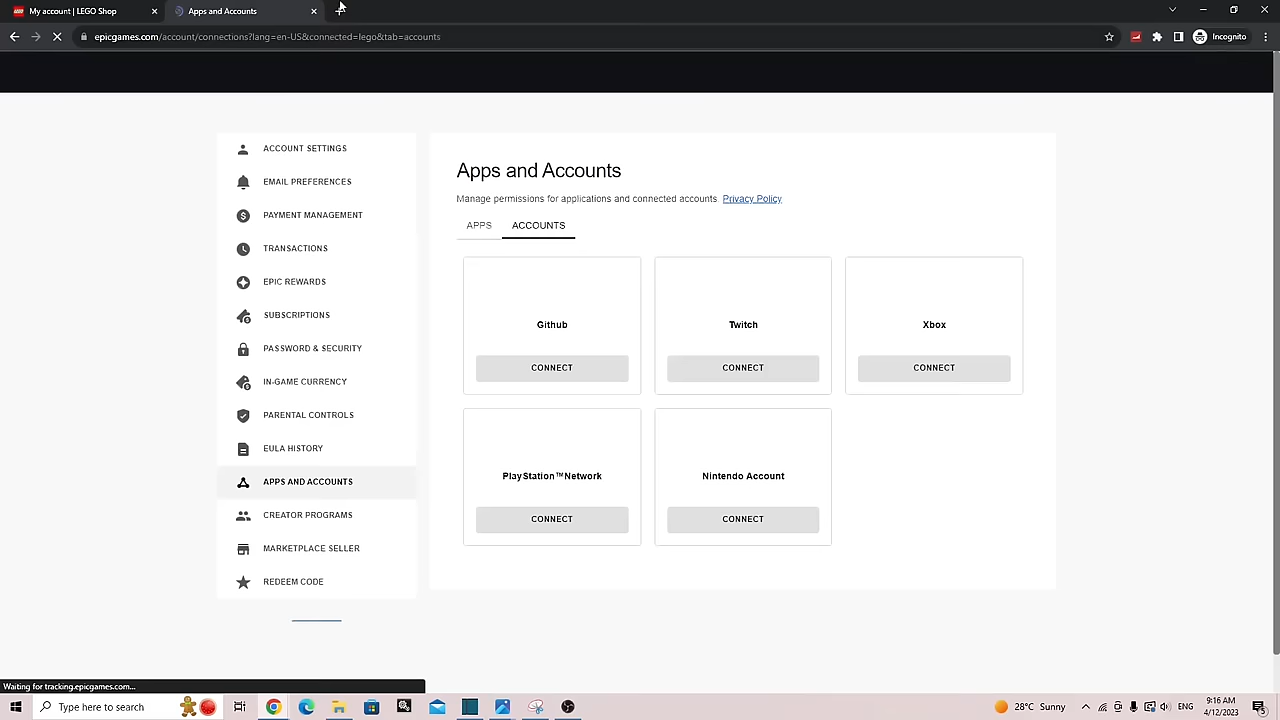 My account | LEGO Shop
Apps and Accounts
epicgames.com/account/connections?lang=en-US&connected=lego&tab=accounts
Incognito
ACCOUNT SETTINGS
EMAIL PREFERENCES
PAYMENT MANAGEMENT
TRANSACTIONS
EPIC REWARDS
SUBSCRIPTIONS
PASSWORD & SECURITY
IN-GAME CURRENCY
PARENTAL CONTROLS
EULA HISTORY
APPS AND ACCOUNTS
CREATOR PROGRAMS
MARKETPLACE SELLER
REDEEM CODE
Apps and Accounts
Manage permissions for applications and connected accounts. Privacy Policy
APPS
ACCOUNTS
Github
CONNECT
Twitch
CONNECT
Xbox
CONNECT
PlayStation™Network
CONNECT
Nintendo Account
CONNECT
Waiting for tracking.epicgames.com...
Type here to search
28°C Sunny
ENG
9:16 AM
4/12/2023